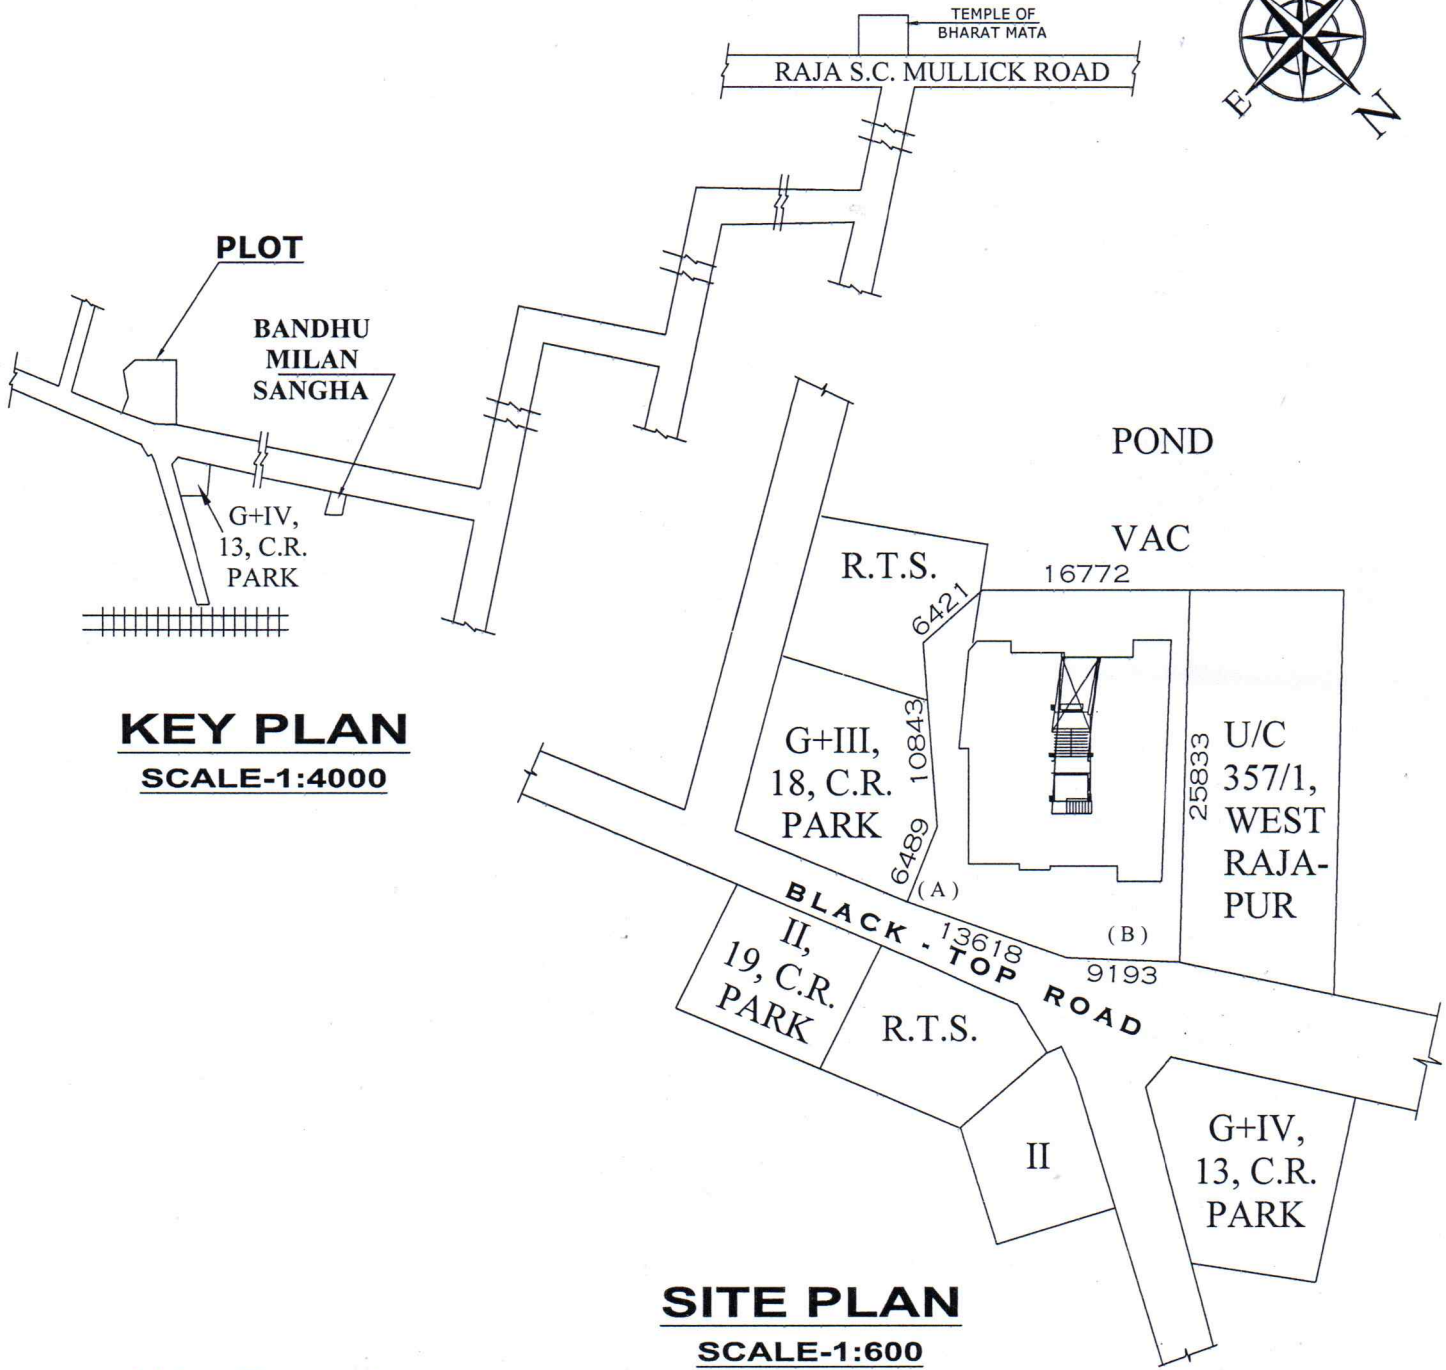 TEMPLE OF
BHARAT MATA
RAJA S.C. MULLICK ROAD
E
N
PLOT
BANDHU
MILAN
SANGHA
G+IV,
13, C.R.
PARK
KEY PLAN
SCALE-1:4000
POND
VAC
16772
R.T.S.
6421
10843
G+III,
18, C.R.
PARK
6489
25833
U/C
357/1,
WEST
RAJA-
PUR
(A)
(B)
13618
9193
BLACK - TOP ROAD
II,
19, C.R.
PARK
R.T.S.
II
G+IV,
13, C.R.
PARK
SITE PLAN
SCALE-1:600